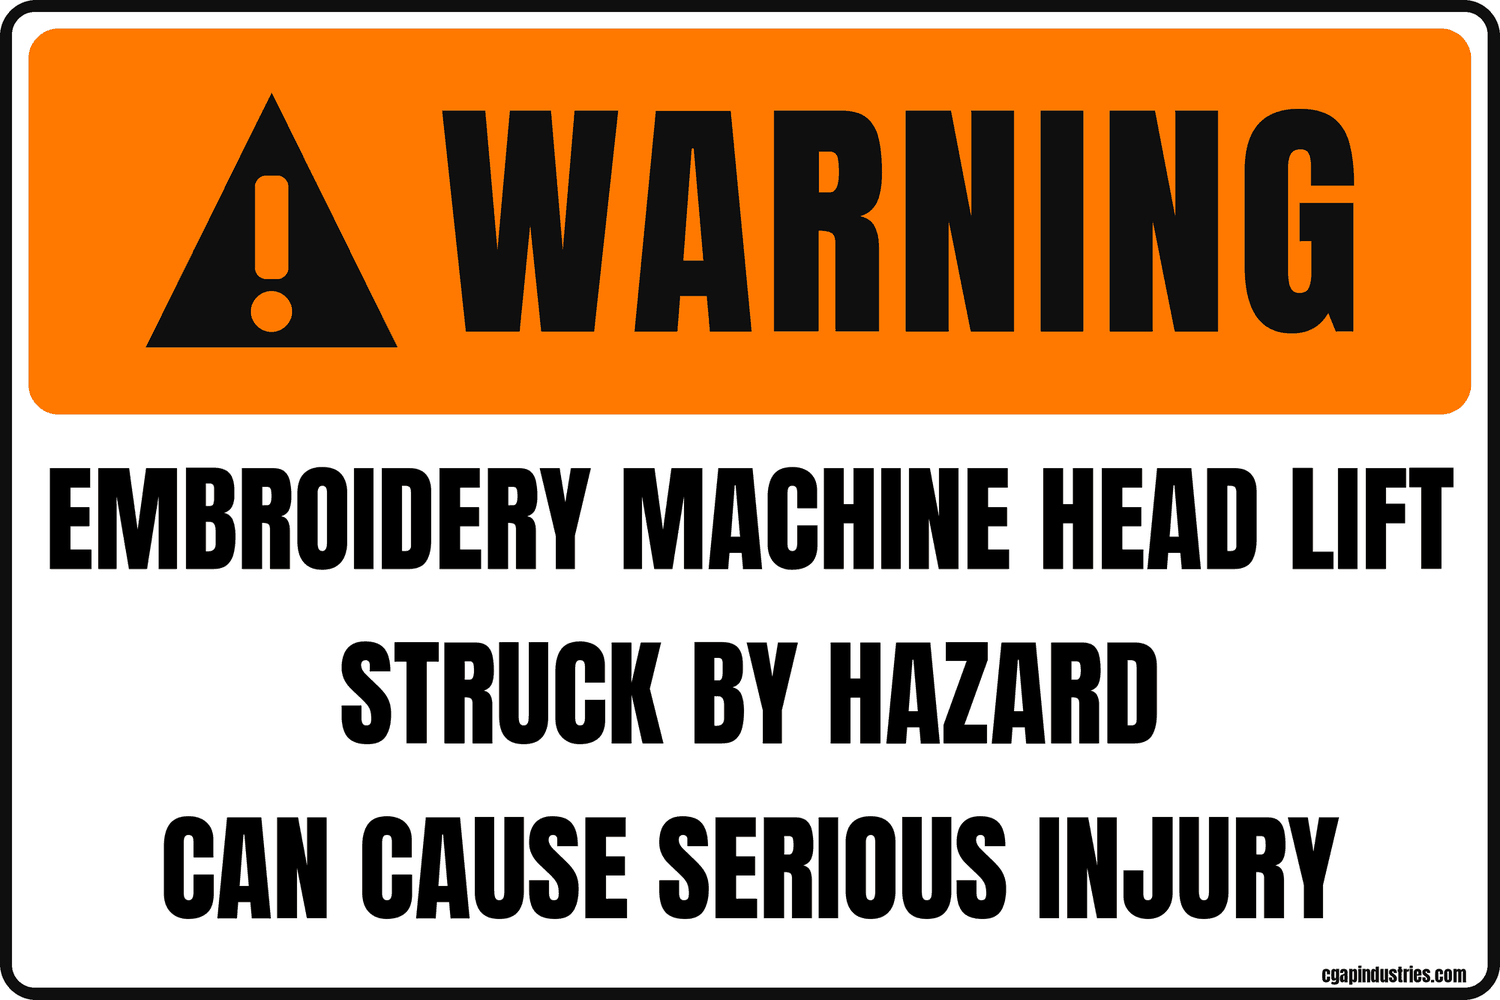 WARNING
EMBROIDERY MACHINE HEAD LIFT
STRUCK BY HAZARD
CAN CAUSE SERIOUS INJURY
cgapindustries.com